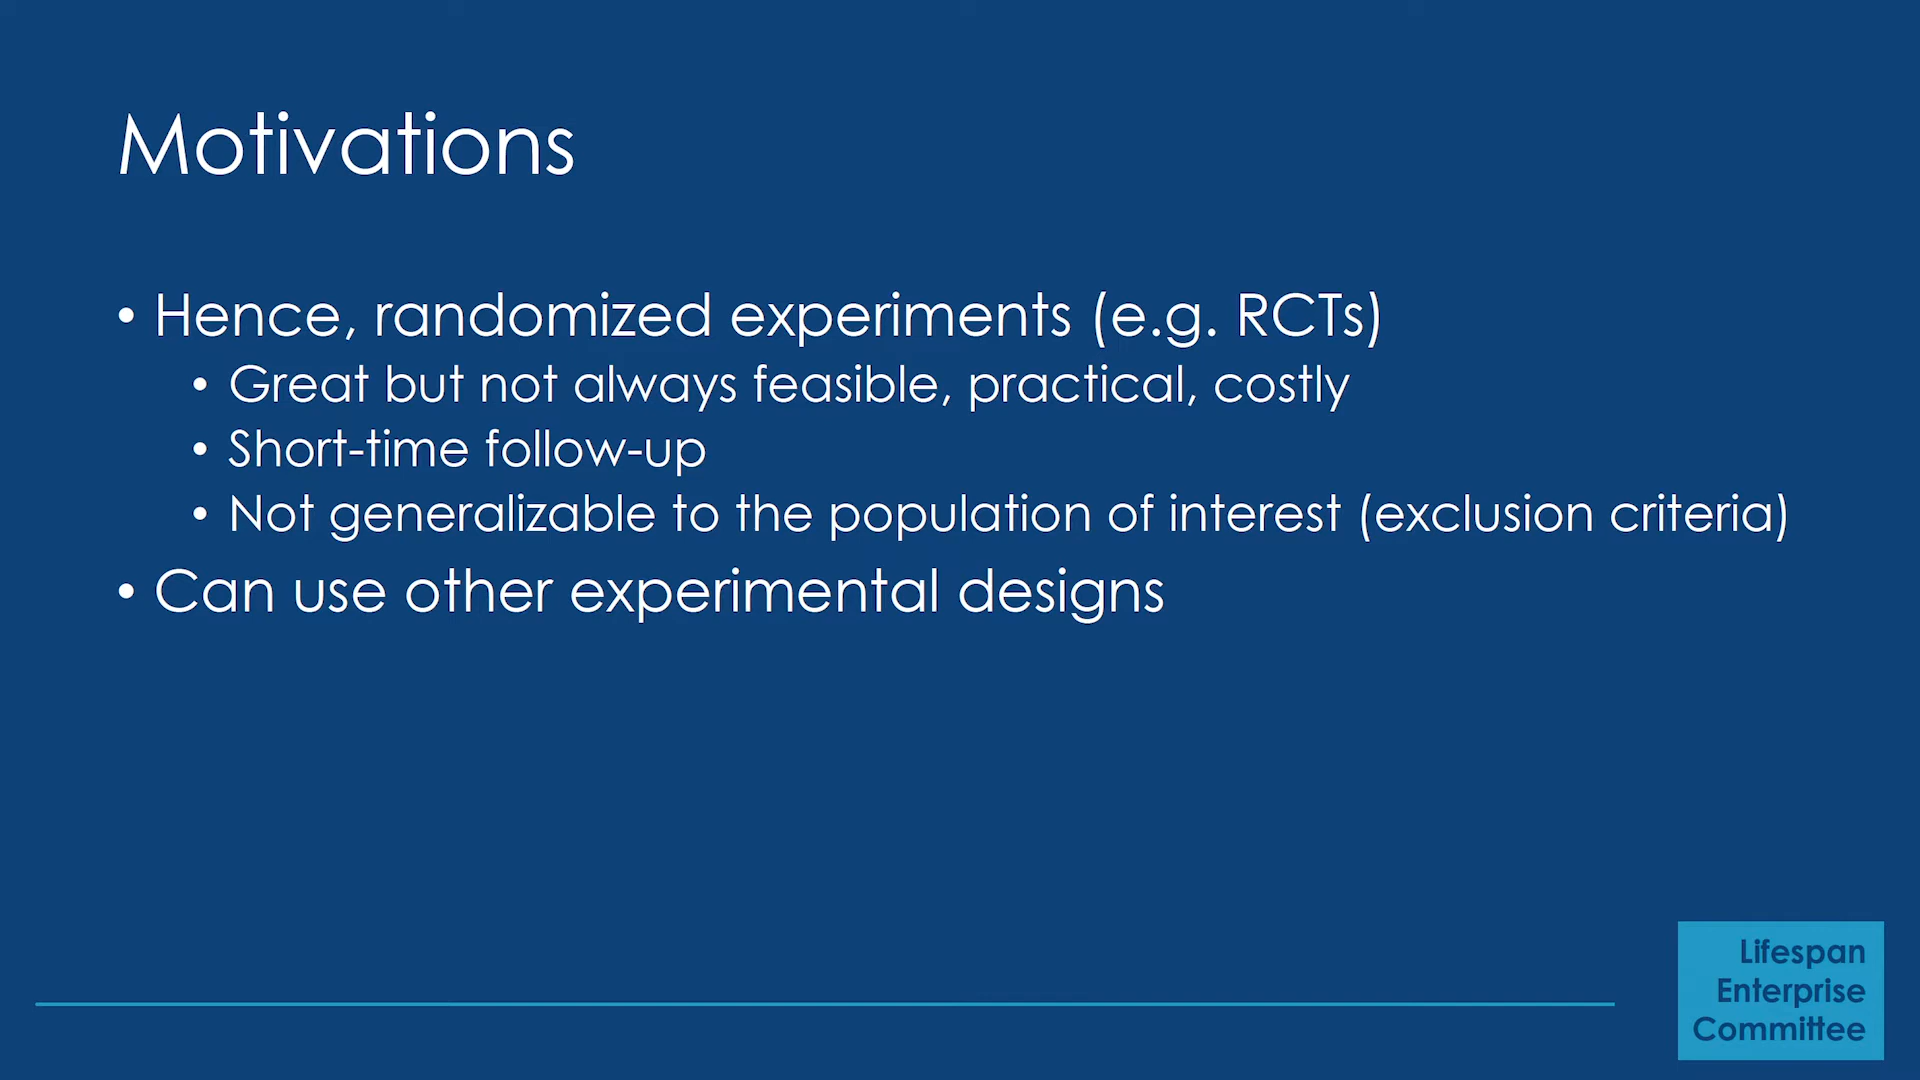 Motivations
• Hence, randomized experiments (e.g. RCTs)
• Great but not always feasible, practical, costly
• Short-time follow-up
• Not generalizable to the population of interest (exclusion criteria)
• Can use other experimental designs
Lifespan
Enterprise
Committee